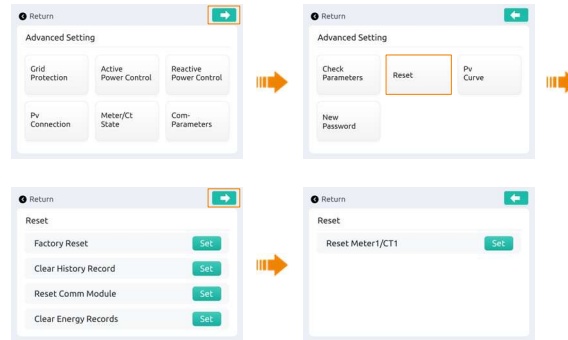 Return
Advanced Setting
Grid
Protection
Active
Power Control
Reactive
Power Control
Pv
Connection
Meter/Ct
State
Com-
Parameters
Return
Advanced Setting
Check
Parameters
Reset
Pv
Curve
New
Password
Return
Reset
Factory Reset
Set
Clear History Record
Set
Reset Comm Module
Set
Clear Energy Records
Set
Return
Reset
Reset Meter1/CT1
Set